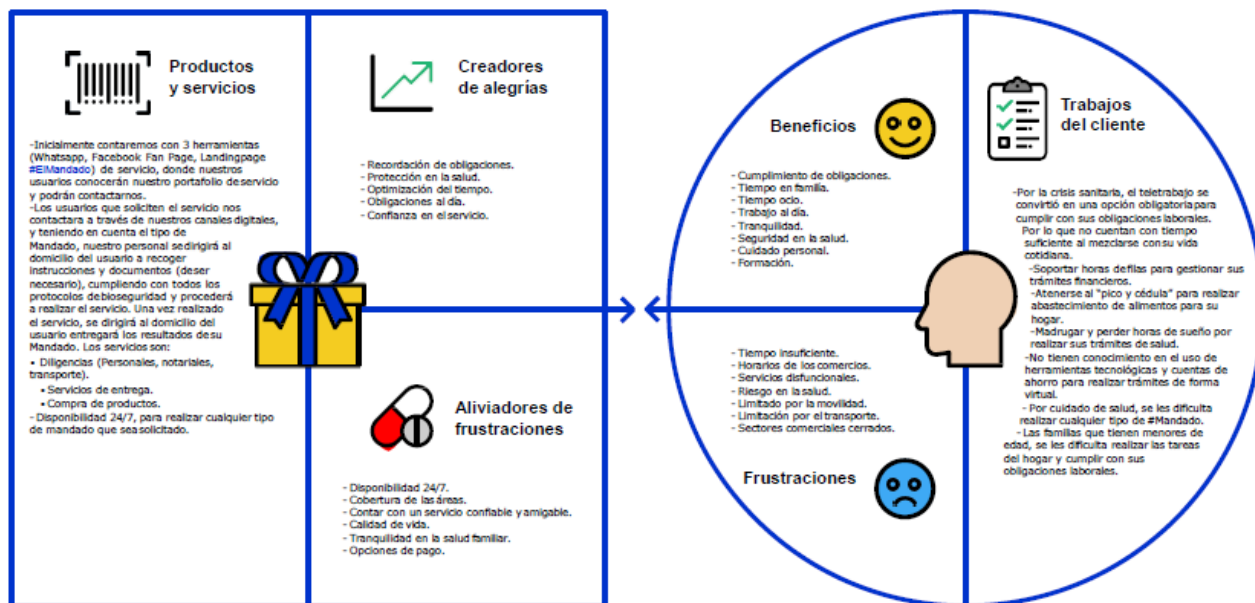 Productos
y servicios
-Inicialmente contaremos con 3 herramientas
(Whatsapp, Facebook Fan Page, Landingpage
#ElMandado) de servicio, donde nuestros
usuarios conocerán nuestro portafolio de servicio
y podrán contactarnos.
-Los usuarios que soliciten el servicio nos
contactara a través de nuestros canales digitales,
y teniendo en cuenta el tipo de
Mandado, nuestro personal se dirigirá al
domicilio del usuario a recoger
instrucciones y documentos (deser
necesario), cumpliendo con todos los
protocolos de bioseguridad y procederá
a realizar el servicio. Una vez realizado
el servicio, se dirigirá al domicilio del
usuario entregará los resultados de su
Mandado. Los servicios son:
• Diligencias (Personales, notariales,
transporte).
• Servicios de entrega.
• Compra de productos.
- Disponibilidad 24/7, para realizar cualquier tipo
de mandado que sea solicitado.
Creadores
de alegrías
- Recordación de obligaciones.
- Protección en la salud.
- Optimización del tiempo.
- Obligaciones al día.
- Confianza en el servicio.
Aliviadores de
frustraciones
- Disponibilidad 24/7.
- Cobertura de las áreas.
- Contar con un servicio confiable y amigable.
- Calidad de vida.
- Tranquilidad en la salud familiar.
- Opciones de pago.
Beneficios
- Cumplimiento de obligaciones.
- Tiempo en familia.
- Tiempo ocio.
- Trabajo al día.
- Tranquilidad.
- Seguridad en la salud.
- Cuidado personal.
- Formación.
- Tiempo insuficiente.
- Horarios de los comercios.
- Servicios disfuncionales.
- Riesgo en la salud.
- Limitado por la movilidad.
- Limitación por el transporte.
- Sectores comerciales cerrados.
Frustraciones
Trabajos
del cliente
-Por la crisis sanitaria, el teletrabajo se
convirtió en una opción obligatoria para
cumplir con sus obligaciones laborales.
Por lo que no cuentan con tiempo
suficiente al mezclarse con su vida
cotidiana.
-Soportar horas de filas para gestionar sus
trámites financieros.
-Atenerse al "pico y cédula" para realizar
abastecimiento de alimentos para su
hogar.
-Madrugar y perder horas de sueño por
realizar sus trámites de salud.
-No tienen conocimiento en el uso de
herramientas tecnológicas y cuentas de
ahorro para realizar trámites de forma
virtual.
- Por cuidado de salud, se les dificulta
realizar cualquier tipo de #Mandado.
- Las familias que tienen menores de
edad, se les dificulta realizar las tareas
del hogar y cumplir con sus
obligaciones laborales.